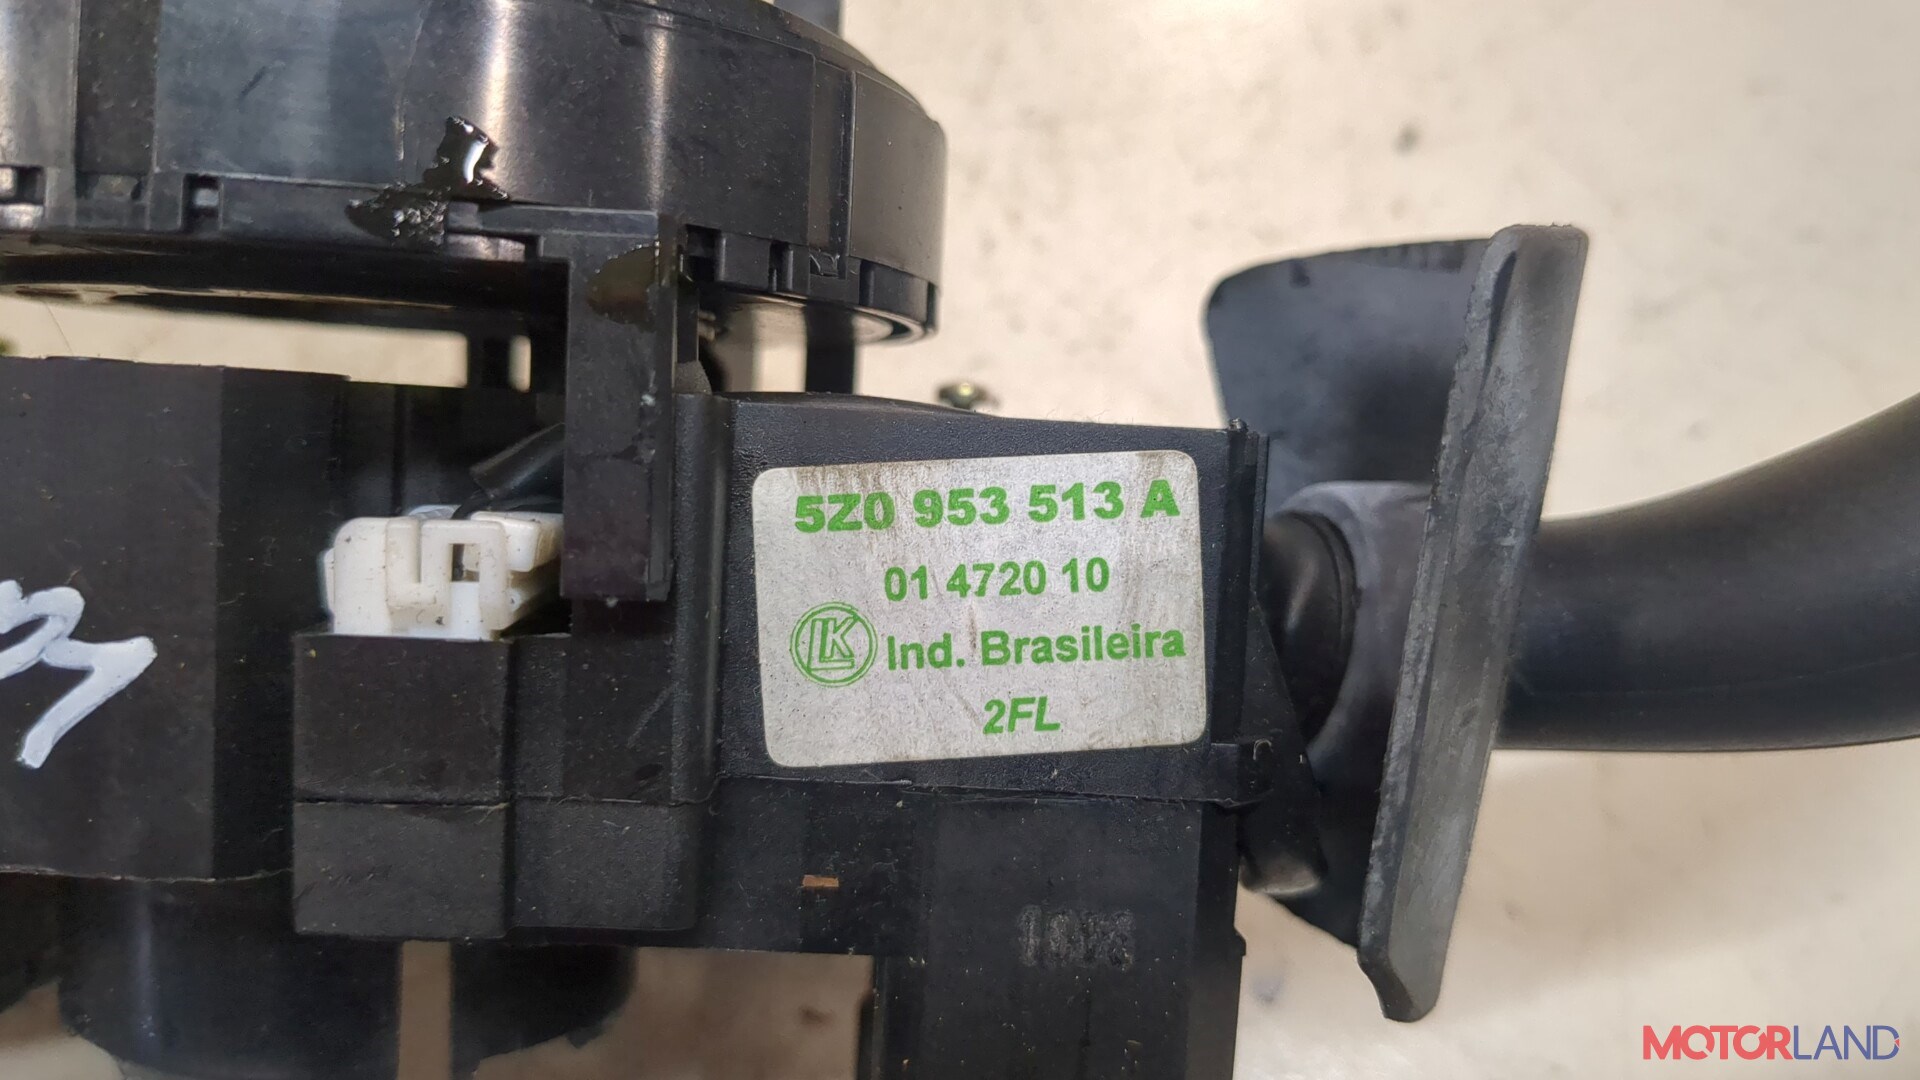 5Z0 953 513 A
01 4720 10
LK Ind. Brasileira
2FL
MOTORLAND